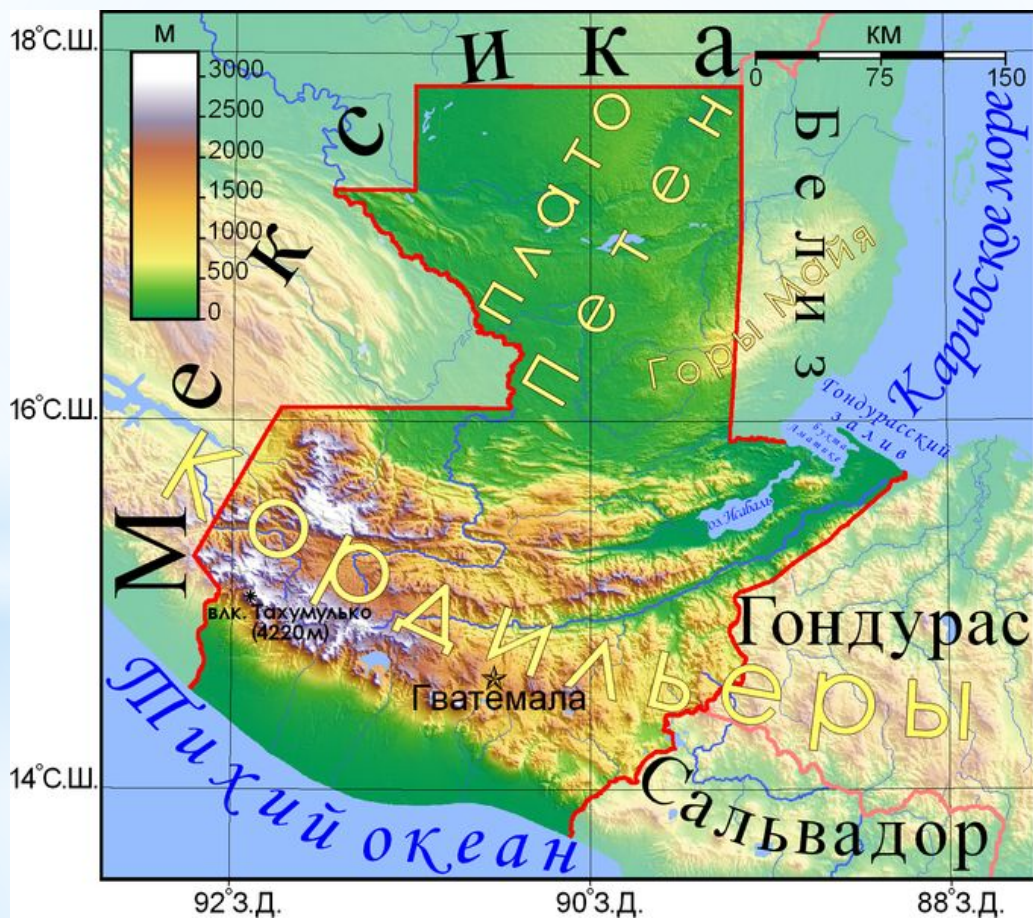 18°С.Ш.
М
3000
2500
2000
1500
1000
500
0
КМ
0 75 150
Мексика
Белиз
Карибское море
плато
Петен
Горы Майя
16°С.Ш.
Гондурасский
залив
бухта
Аматике
оз. Исабаль
Кордильеры
влк. Тахумулько
(4220м)
Гватемала
Гондурас
Сальвадор
14°С.Ш.
Тихий океан
92°З.Д. 90°З.Д. 88°З.Д.